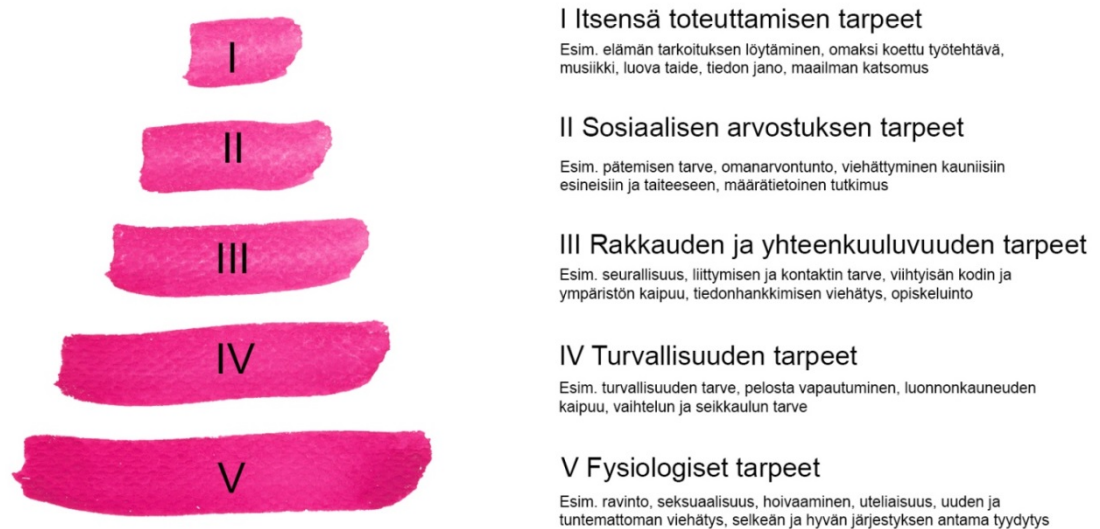 I
II
III
IV
V
I Itsensä toteuttamisen tarpeet
Esim. elämän tarkoituksen löytäminen, omaksi koettu työtehtävä,
musiikki, luova taide, tiedon jano, maailman katsomus
II Sosiaalisen arvostuksen tarpeet
Esim. pätemisen tarve, omanarvontunto, viehättyminen kauniisiin
esineisiin ja taiteeseen, määrätietoinen tutkimus
III Rakkauden ja yhteenkuuluvuuden tarpeet
Esim. seurallisuus, liittymisen ja kontaktin tarve, viihtyisän kodin ja
ympäristön kaipuu, tiedonhankkimisen viehätys, opiskeluinto
IV Turvallisuuden tarpeet
Esim. turvallisuuden tarve, pelosta vapautuminen, luonnonkauneuden
kaipuu, vaihtelun ja seikkaulun tarve
V Fysiologiset tarpeet
Esim. ravinto, seksuaalisuus, hoivaaminen, uteliaisuus, uuden ja
tuntemattoman viehätys, selkeän ja hyvän järjestyksen antama tyydytys